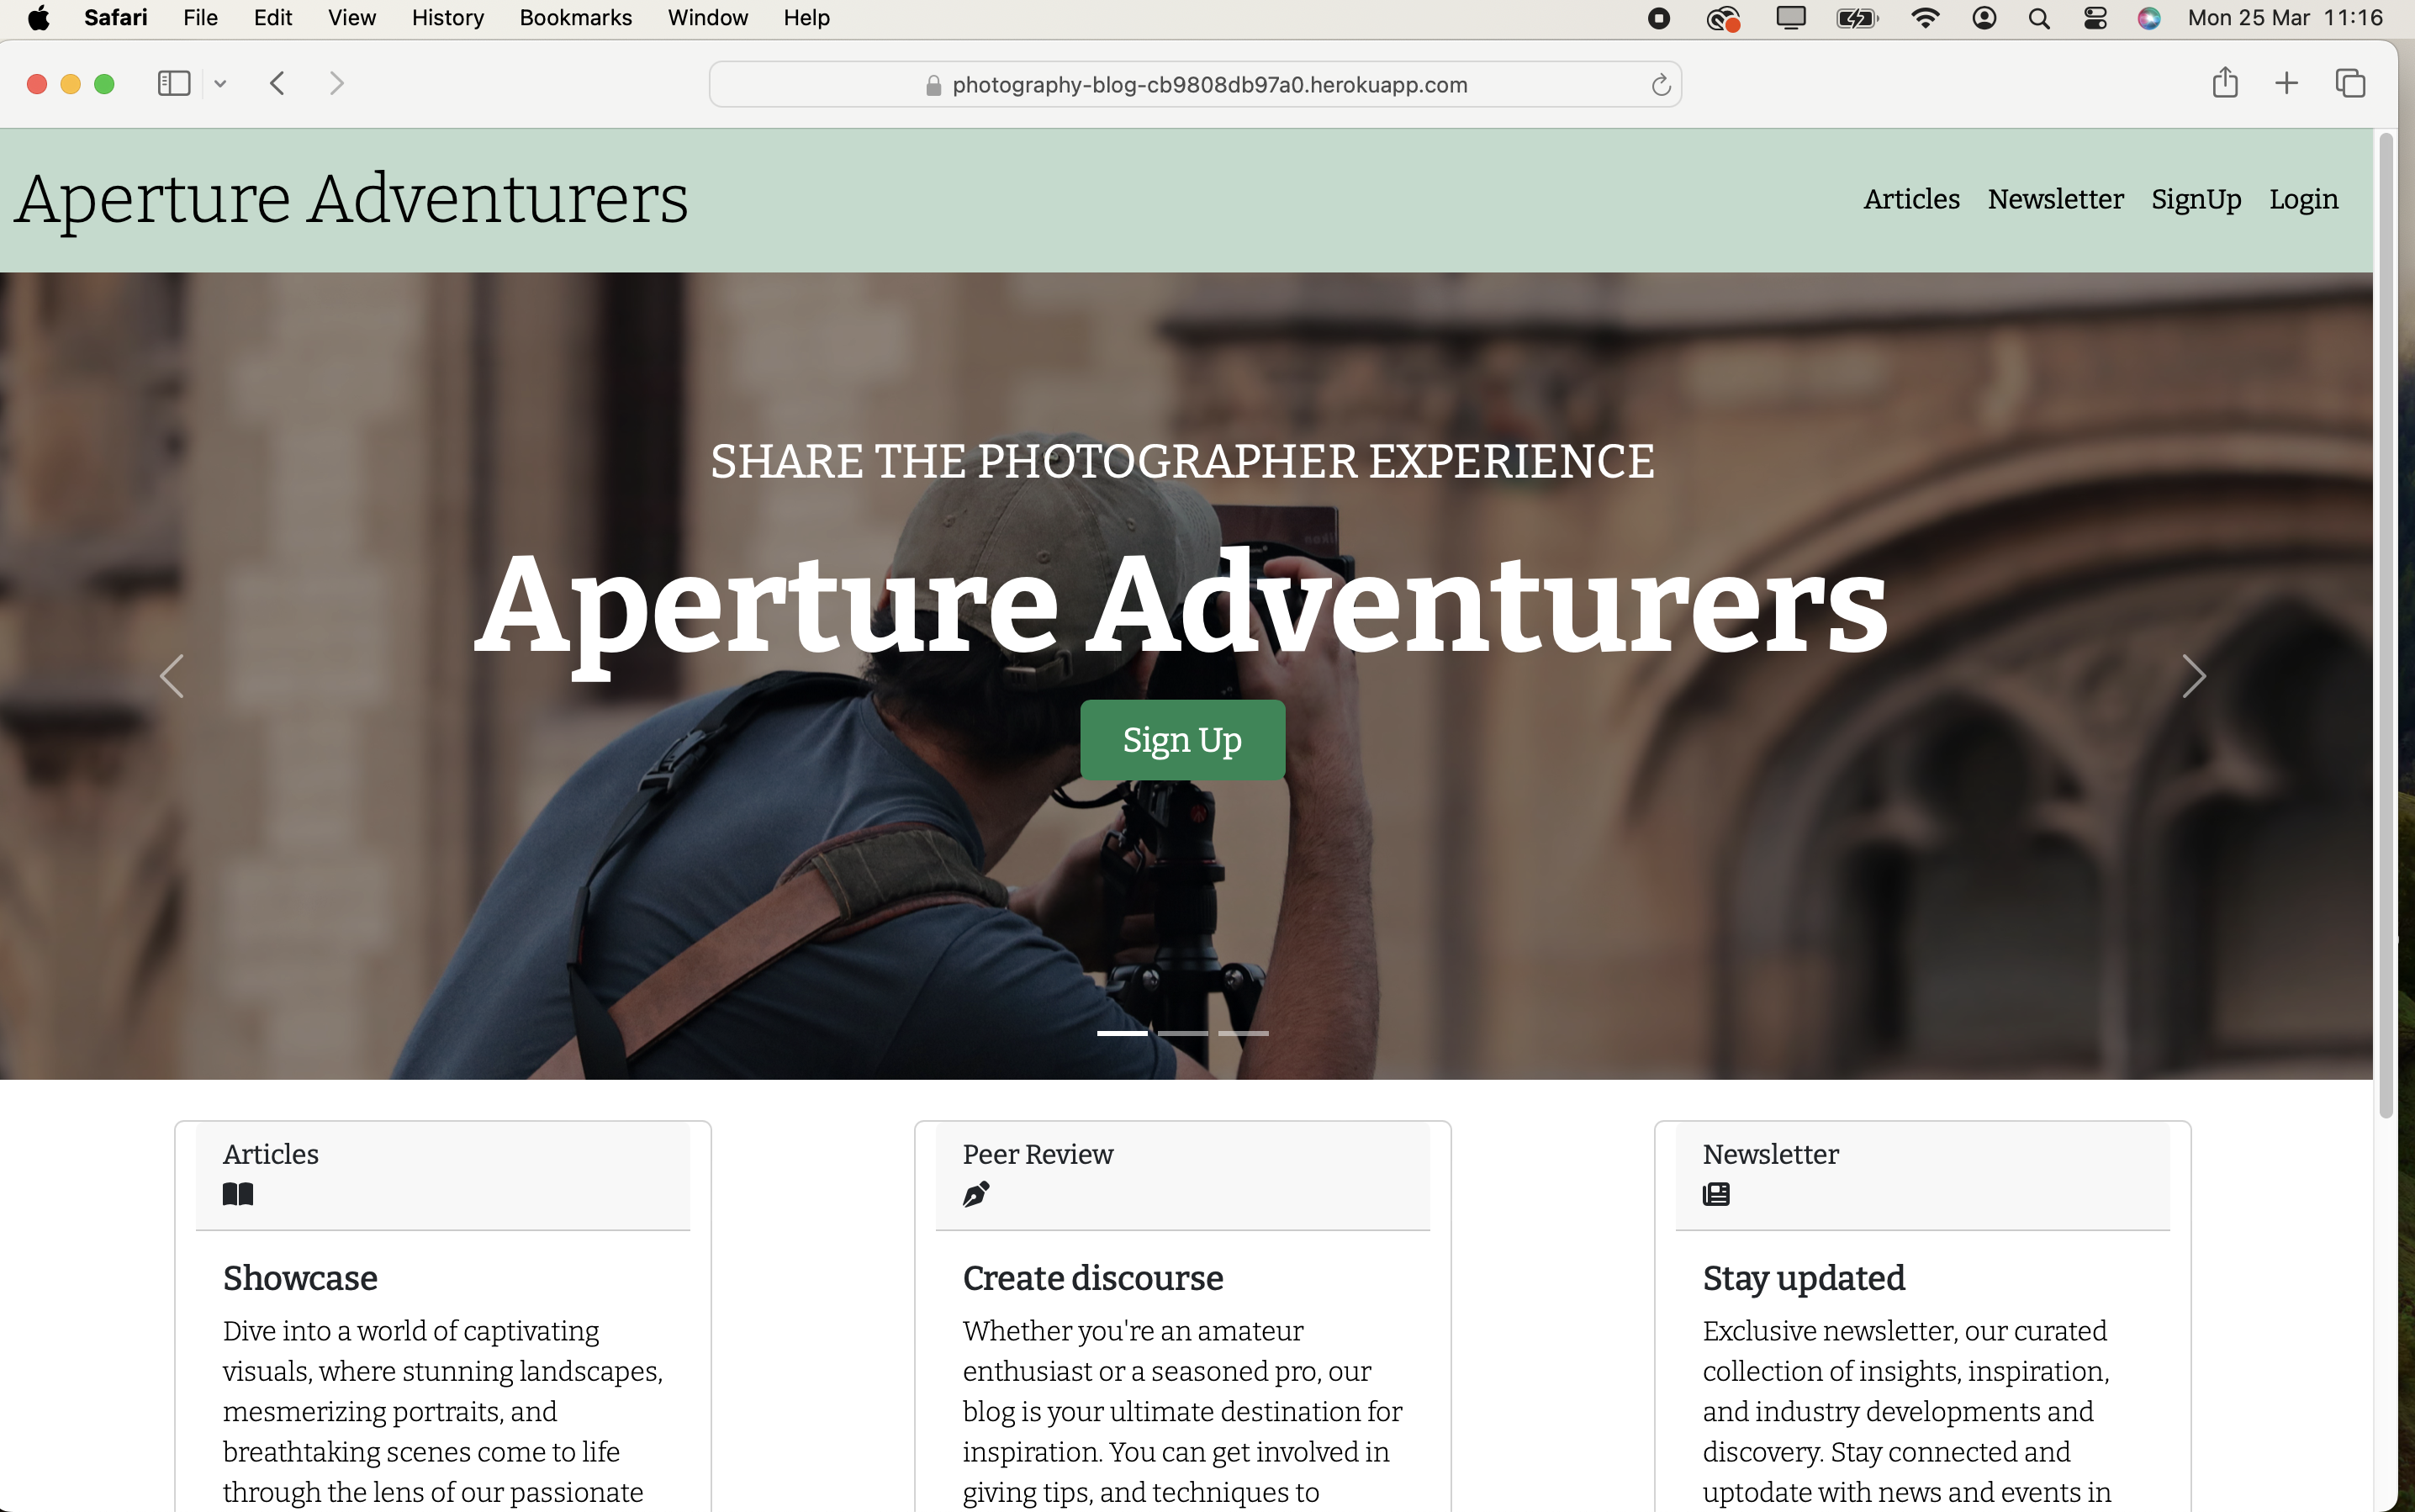 Safari File Edit View History Bookmarks Window Help Mon 25 Mar 11:16
photography-blog-cb9808db97a0.herokuapp.com
Aperture Adventurers
Articles Newsletter SignUp Login
SHARE THE PHOTOGRAPHER EXPERIENCE
Aperture Adventurers
Sign Up
Articles
Showcase
Dive into a world of captivating
visuals, where stunning landscapes,
mesmerizing portraits, and
breathtaking scenes come to life
through the lens of our passionate
Peer Review
Create discourse
Whether you're an amateur
enthusiast or a seasoned pro, our
blog is your ultimate destination for
inspiration. You can get involved in
giving tips, and techniques to
Newsletter
Stay updated
Exclusive newsletter, our curated
collection of insights, inspiration,
and industry developments and
discovery. Stay connected and
uptodate with news and events in